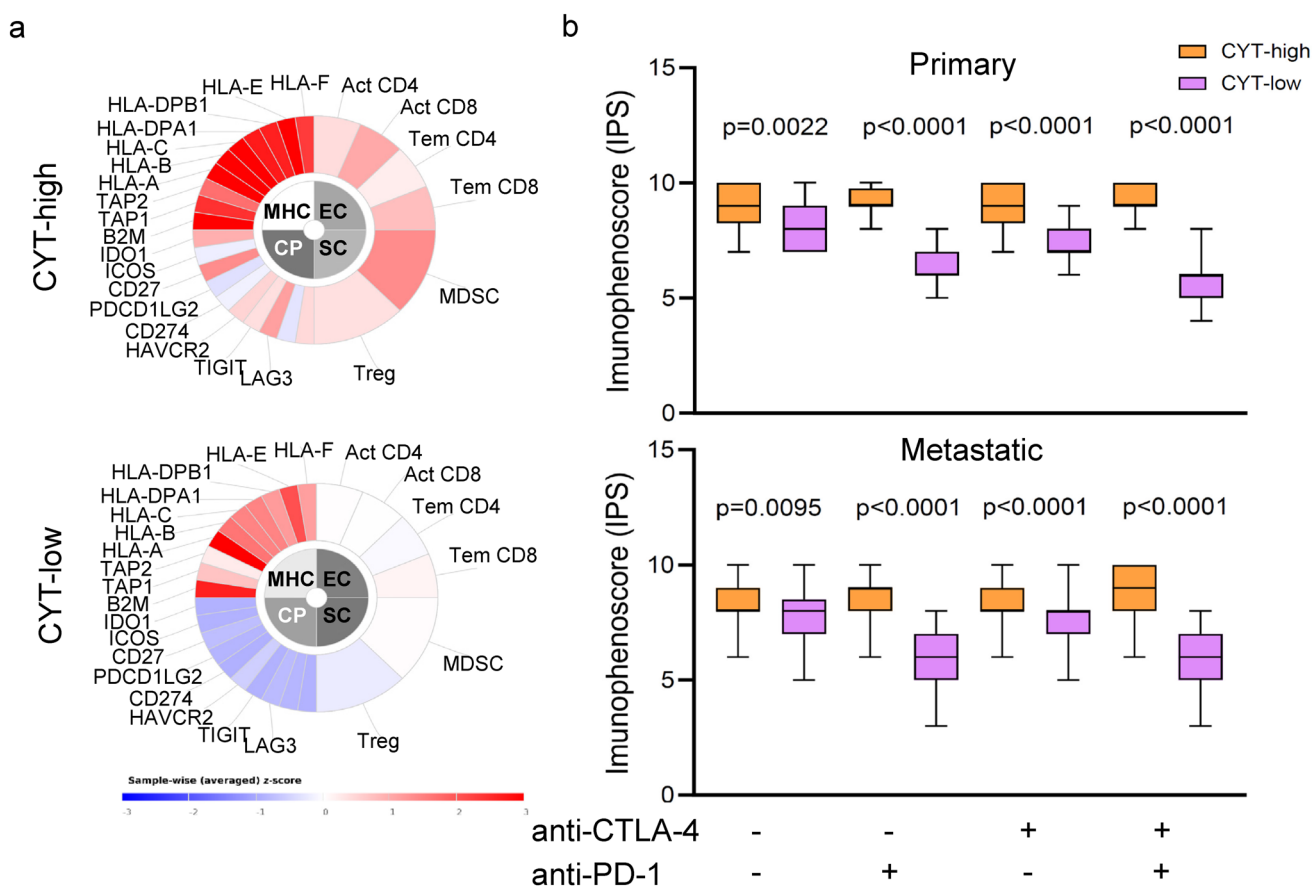 a
CYT-high
HLA-F
HLA-E
HLA-DPB1
HLA-DPA1
HLA-C
HLA-B
HLA-A
TAP2
TAP1
B2M
IDO1
ICOS
CD27
PDCD1LG2
CD274
HAVCR2
TIGIT
LAG3
Act CD4
Act CD8
Tem CD4
Tem CD8
MDSC
Treg
MHC EC
CP SC
CYT-low
HLA-F
HLA-E
HLA-DPB1
HLA-DPA1
HLA-C
HLA-B
HLA-A
TAP2
TAP1
B2M
IDO1
ICOS
CD27
PDCD1LG2
CD274
HAVCR2
TIGIT
LAG3
Act CD4
Act CD8
Tem CD4
Tem CD8
MDSC
Treg
MHC EC
CP SC
Sample-wise (averaged) z-score
-3 -2 -1 0 1 2 3
b
CYT-high
CYT-low
Primary
Imunophenoscore (IPS)
15
10
5
0
p=0.0022 p<0.0001 p<0.0001 p<0.0001
Metastatic
Imunophenoscore (IPS)
15
10
5
0
p=0.0095 p<0.0001 p<0.0001 p<0.0001
anti-CTLA-4 - - + +
anti-PD-1 - + - +